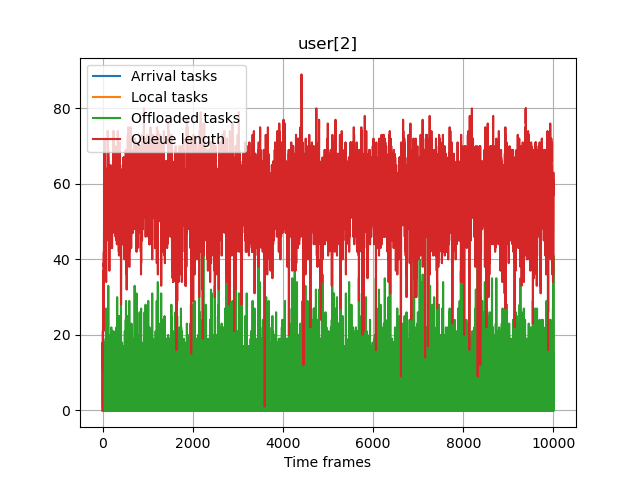 user[2]
Arrival tasks
Local tasks
Offloaded tasks
Queue length
80
60
40
20
0
0 2000 4000 6000 8000 10000
Time frames